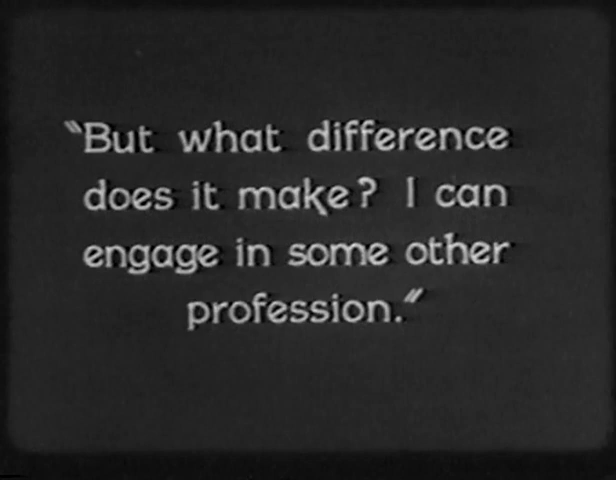 "But what difference
does it make? I can
engage in some other
profession."